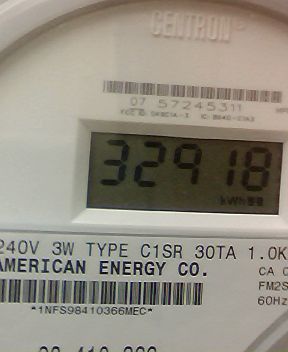 CENTRON®
07 57245311
32918
kWh
240V 3W TYPE C1SR 30TA 1.0K
AMERICAN ENERGY CO.
CA 0
FM2S
60Hz
*1NFS98410366MEC*